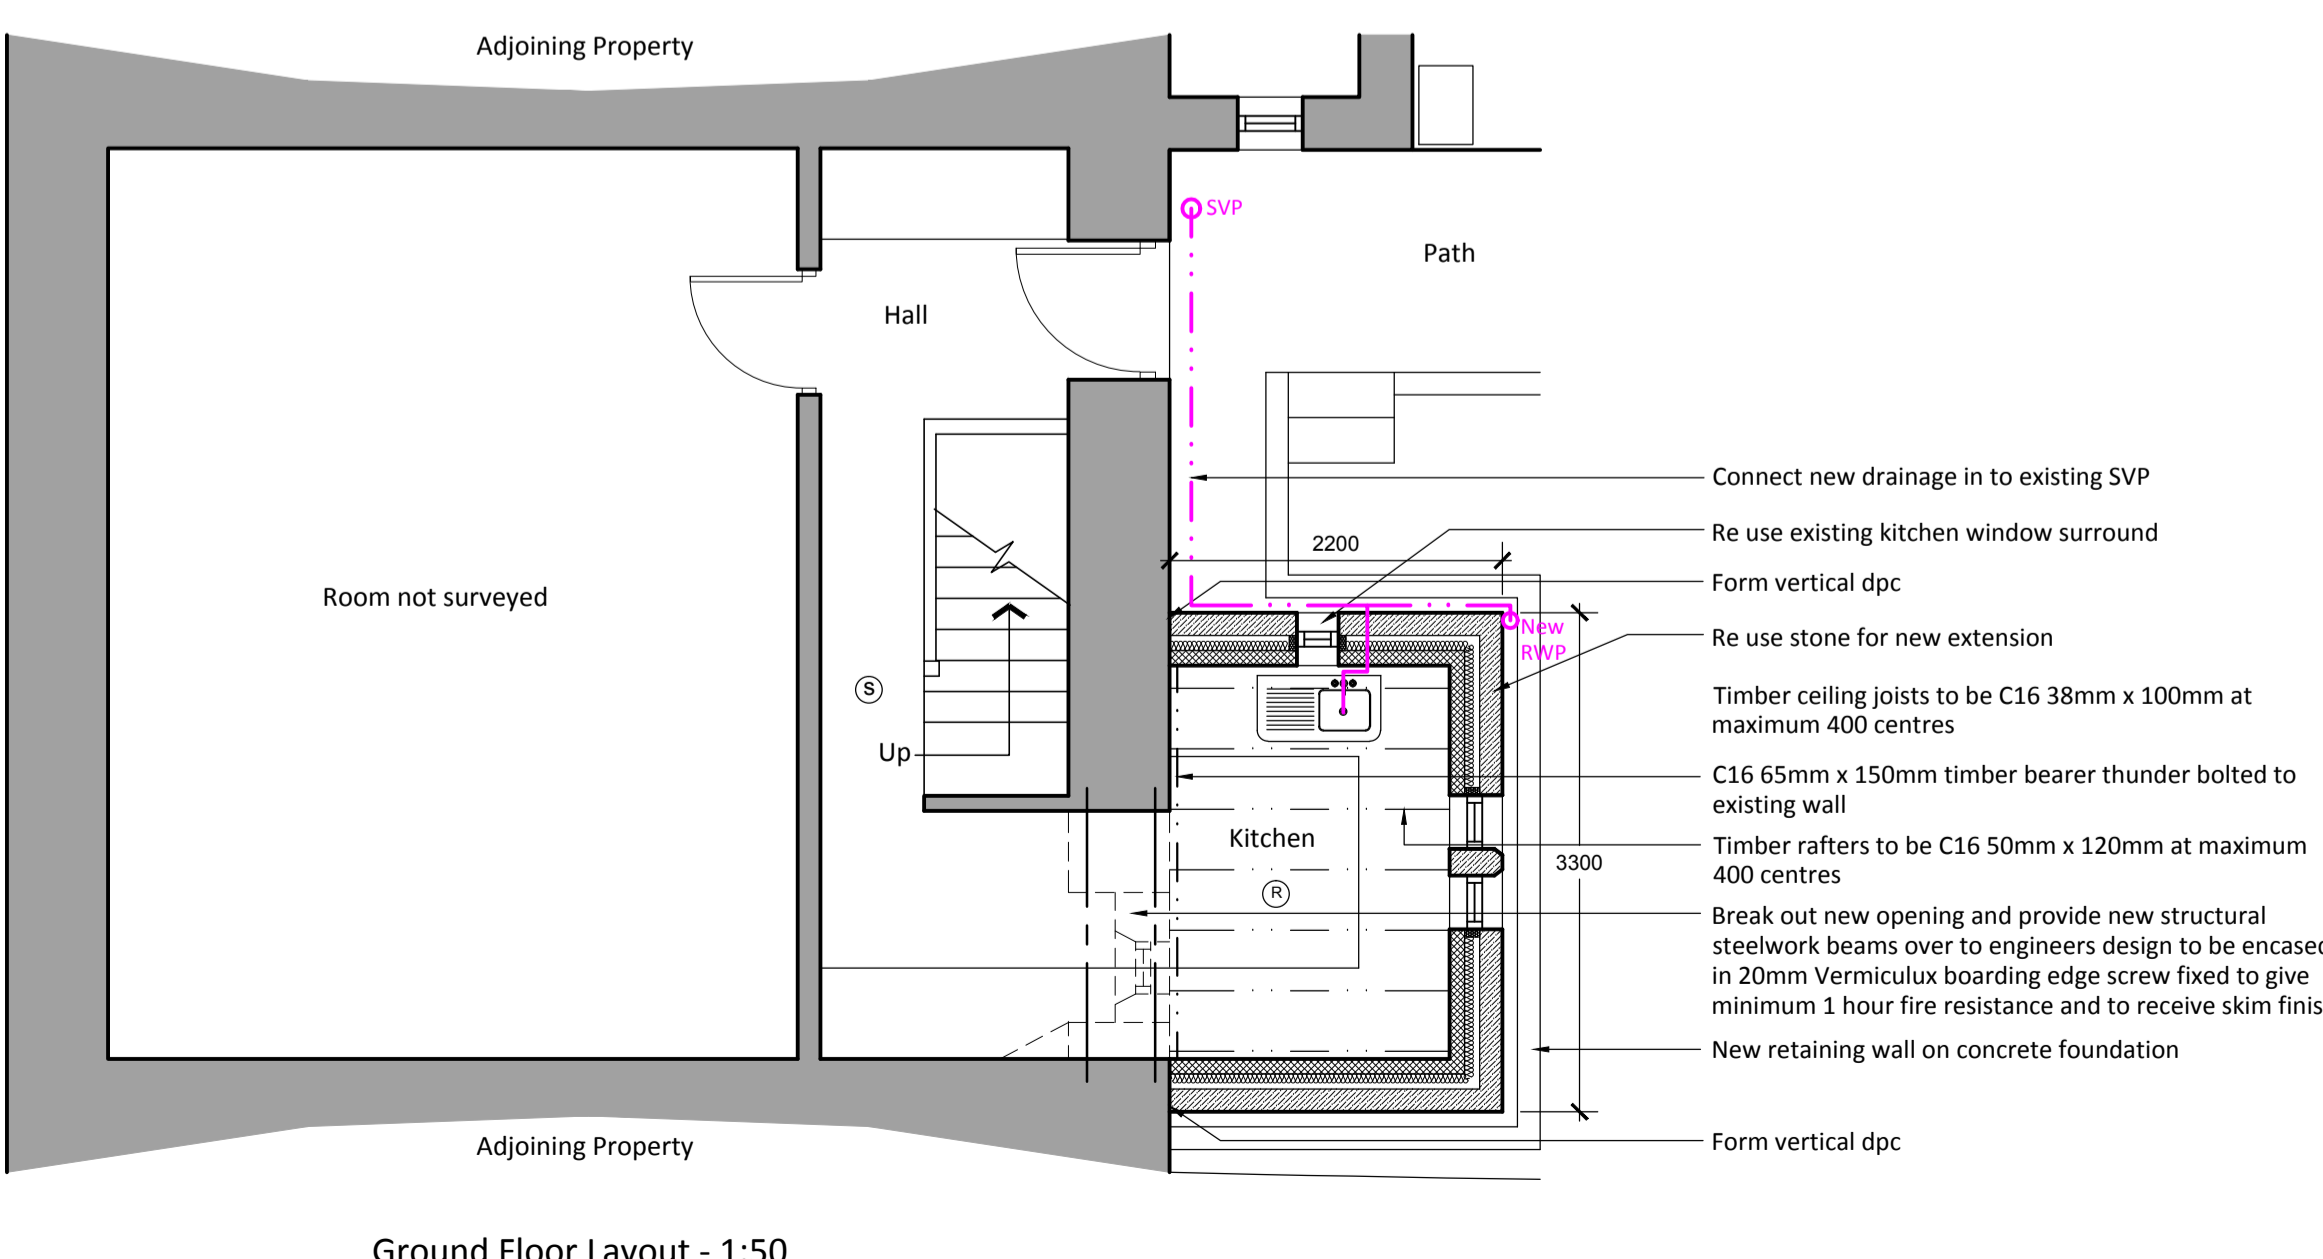 Adjoining Property
SVP
Path
Hall
Connect new drainage in to existing SVP
Re use existing kitchen window surround
2200
Form vertical dpc
Room not surveyed
New
RWP
Re use stone for new extension
S
Timber ceiling joists to be C16 38mm x 100mm at
maximum 400 centres
Up
C16 65mm x 150mm timber bearer thunder bolted to
existing wall
Kitchen
Timber rafters to be C16 50mm x 120mm at maximum
400 centres
3300
R
Break out new opening and provide new structural
steelwork beams over to engineers design to be encased
in 20mm Vermiculux boarding edge screw fixed to give
minimum 1 hour fire resistance and to receive skim finis
New retaining wall on concrete foundation
Form vertical dpc
Adjoining Property
Ground Floor Layout - 1:50